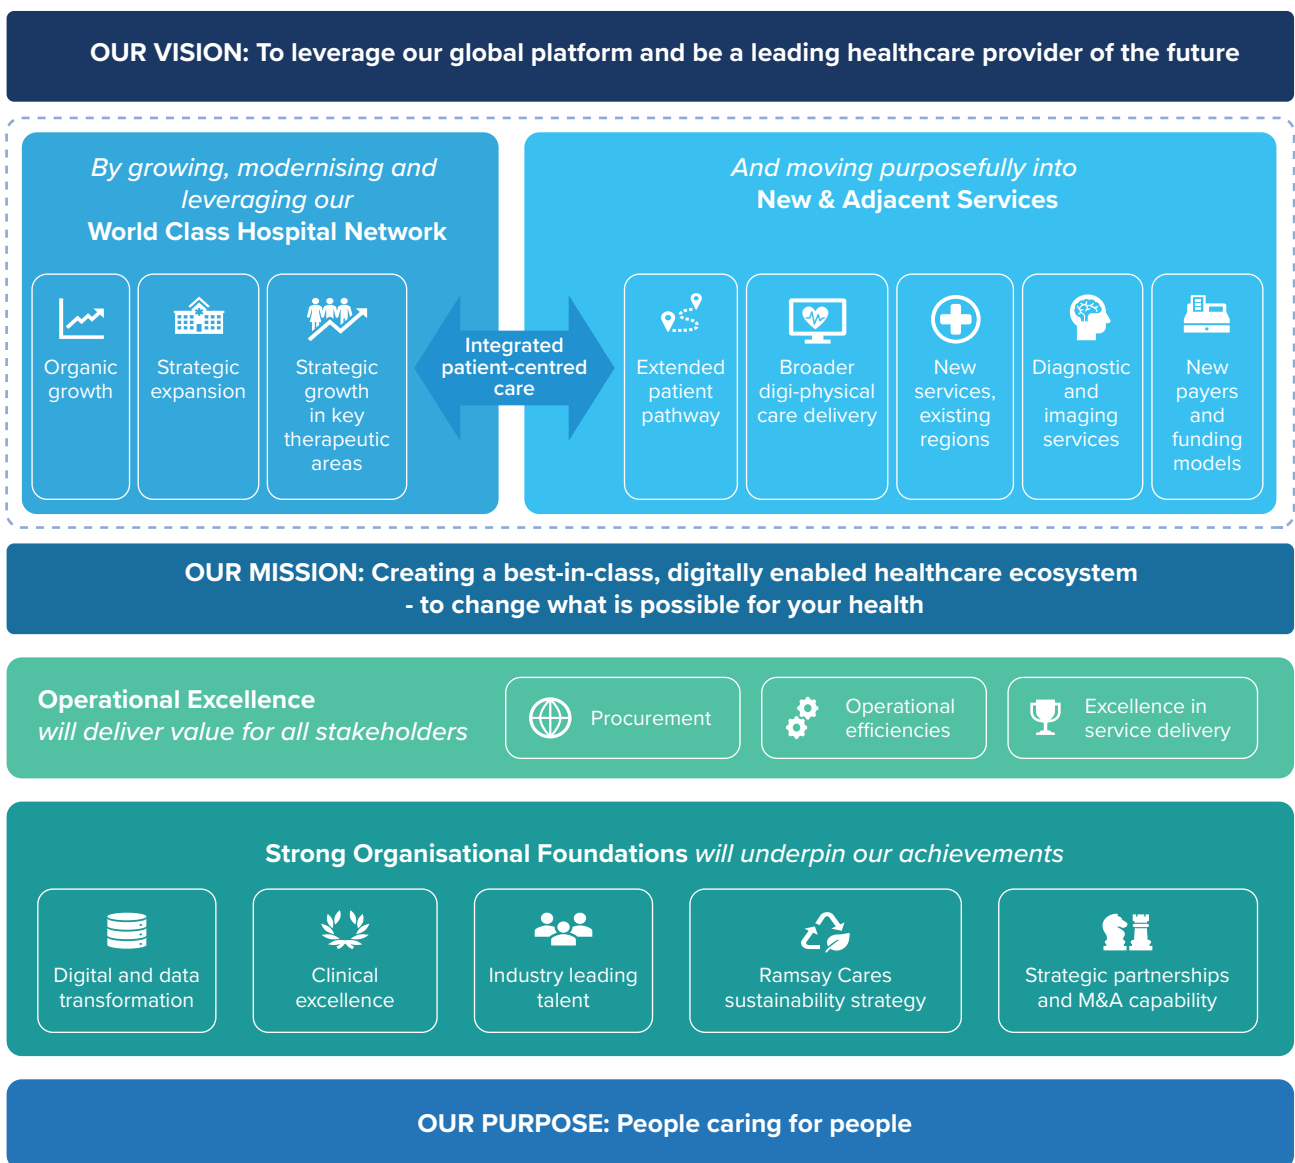 OUR VISION: To leverage our global platform and be a leading healthcare provider of the future
By growing, modernising and
leveraging our
World Class Hospital Network
Organic
growth
Strategic
expansion
Strategic
growth
in key
therapeutic
areas
Integrated
patient-centred
care
And moving purposefully into
New & Adjacent Services
Extended
patient
pathway
Broader
digi-physical
care delivery
New
services,
existing
regions
Diagnostic
and
imaging
services
New
payers
and
funding
models
OUR MISSION: Creating a best-in-class, digitally enabled healthcare ecosystem
- to change what is possible for your health
Operational Excellence
will deliver value for all stakeholders
Procurement
Operational
efficiencies
Excellence in
service delivery
Strong Organisational Foundations will underpin our achievements
Digital and data
transformation
Clinical
excellence
Industry leading
talent
Ramsay Cares
sustainability strategy
Strategic partnerships
and M&A capability
OUR PURPOSE: People caring for people